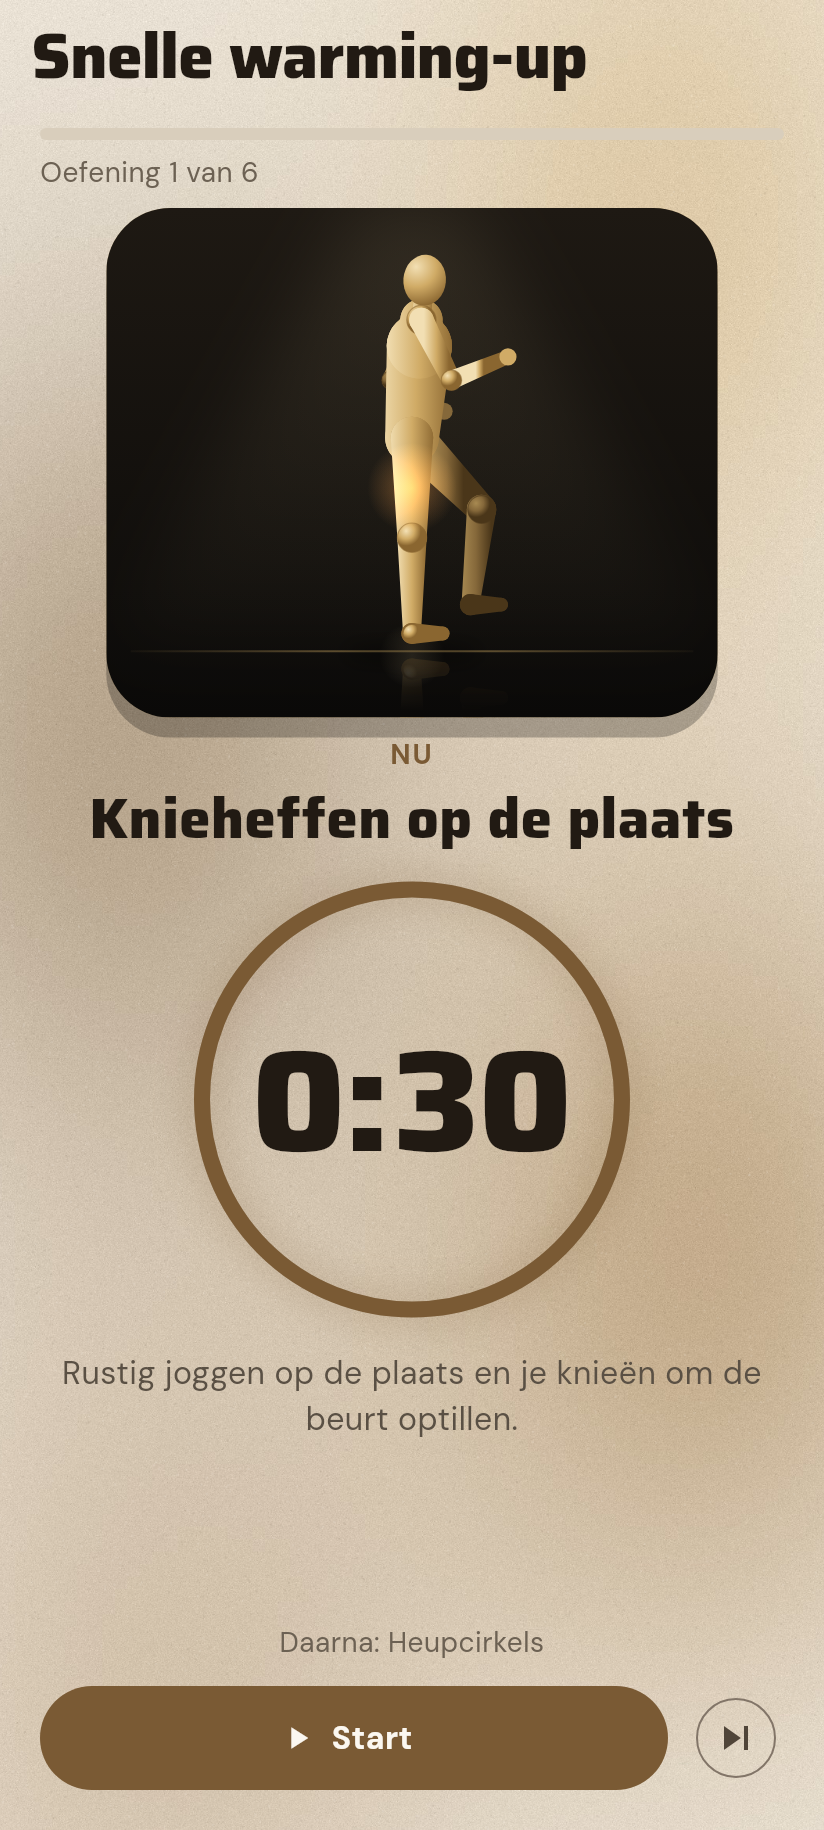 Snelle warming-up
Oefening 1 van 6
NU
Knieheffen op de plaats
0:30
Rustig joggen op de plaats en je knieën om de
beurt optillen.
Daarna: Heupcirkels
Start